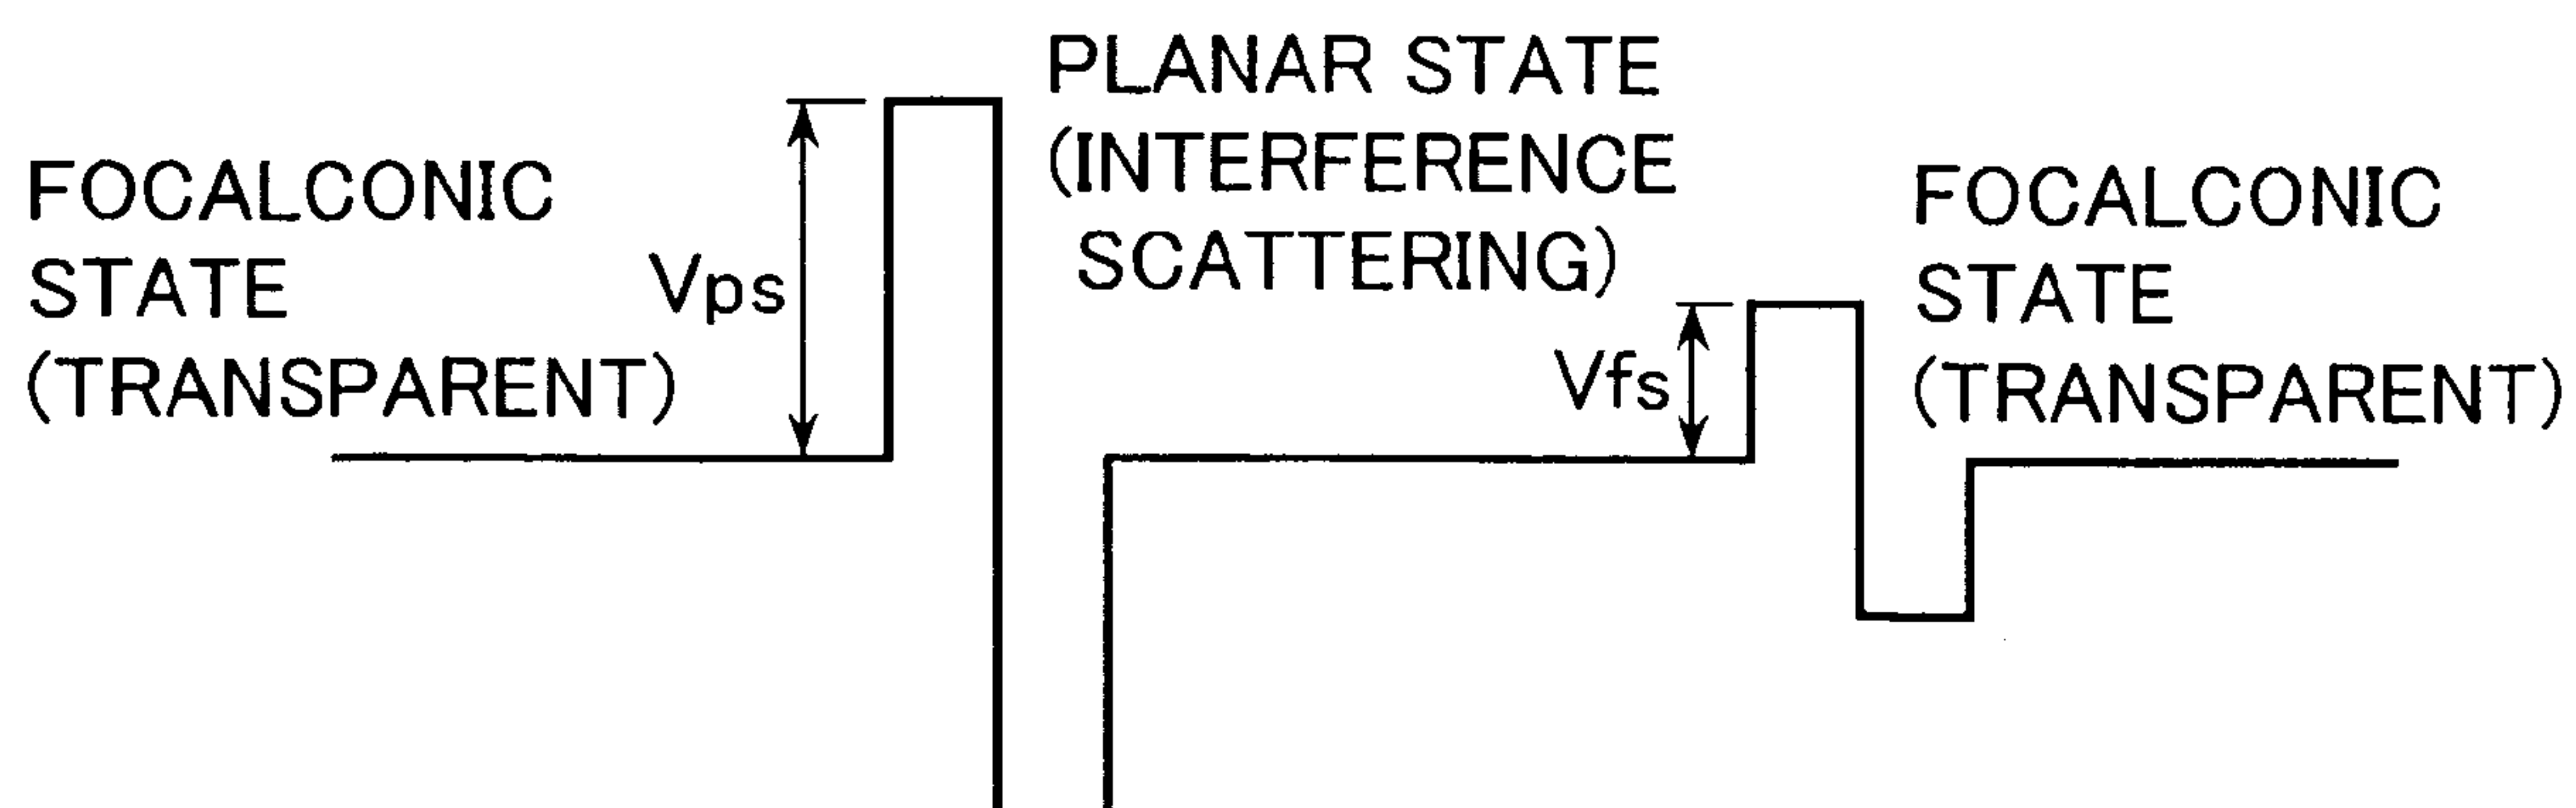 FOCALCONIC
STATE
(TRANSPARENT)
Vps
PLANAR STATE
(INTERFERENCE
SCATTERING)
Vfs
FOCALCONIC
STATE
(TRANSPARENT)